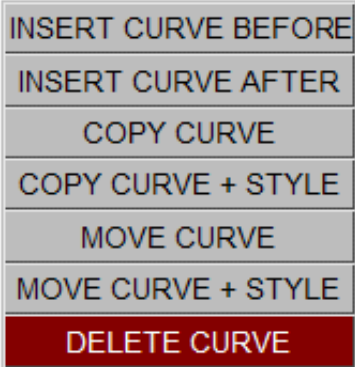 INSERT CURVE BEFORE
INSERT CURVE AFTER
COPY CURVE
COPY CURVE + STYLE
MOVE CURVE
MOVE CURVE + STYLE
DELETE CURVE